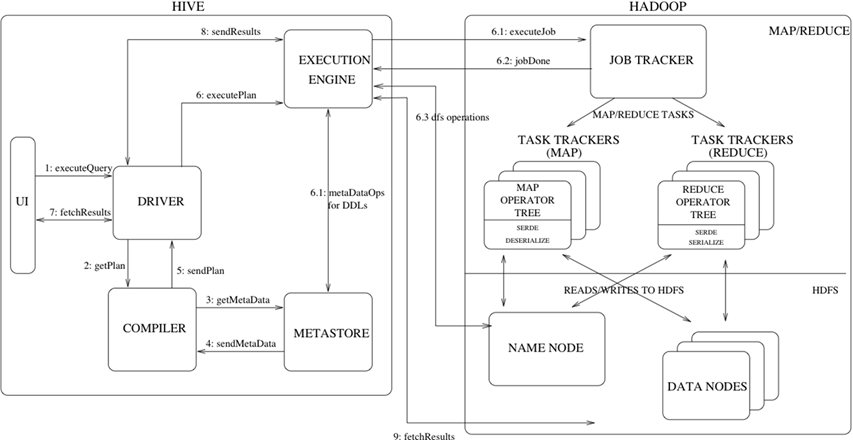 HIVE
HADOOP
MAP/REDUCE
8: sendResults
6.1: executeJob
EXECUTION
ENGINE
6.2: jobDone
JOB TRACKER
6: executePlan
6.3 dfs operations
MAP/REDUCE TASKS
TASK TRACKERS
(MAP)
TASK TRACKERS
(REDUCE)
1: executeQuery
UI
DRIVER
7: fetchResults
6.1: metaDataOps
for DDLs
MAP
OPERATOR
TREE
SERDE
DESERIALIZE
REDUCE
OPERATOR
TREE
SERDE
SERIALIZE
2: getPlan
5: sendPlan
READS/WRITES TO HDFS
HDFS
COMPILER
3: getMetaData
METASTORE
4: sendMetaData
NAME NODE
DATA NODES
9: fetchResults